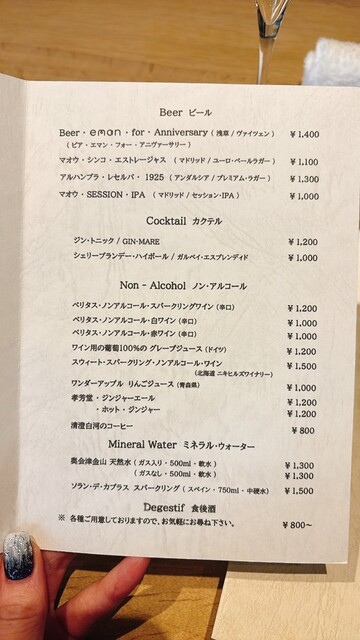 Beer ビール
Beer・eman・for・Anniversary ( 浅草 / ヴァイツェン ) ¥1,400
( ビア・エマン・フォー・アニヴァーサリー )
マオウ・シンコ・エストレージャス ( マドリッド / ユーロ・ペールラガー ) ¥1,100
アルハンブラ・レセルバ・1925 ( アンダルシア / プレミアム・ラガー ) ¥1,300
マオウ・SESSION・IPA ( マドリッド / セッション・IPA ) ¥1,000
Cocktail カクテル
ジン・トニック / GIN-MARE ¥1,200
シェリーブランデー・ハイボール / ガルベイ・エスプレンディド ¥1,000
Non - Alcohol ノン・アルコール
ベリタス・ノンアルコール・スパークリングワイン (辛口) ¥1,200
ベリタス・ノンアルコール・白ワイン (辛口) ¥1,000
ベリタス・ノンアルコール・赤ワイン (辛口) ¥1,000
ワイン用の葡萄100%の グレープジュース (ドイツ) ¥1,200
スウィート・スパークリング・ノンアルコール・ワイン ¥1,500
(北海道 ニキヒルズワイナリー)
ワンダーアップル りんごジュース (青森県) ¥1,000
孝芳堂・ジンジャーエール ¥1,200
・ホット・ジンジャー ¥1,200
清澄白河のコーヒー ¥800
Mineral Water ミネラル・ウォーター
奥会津金山 天然水 ( ガス入り・500ml・軟水 ) ¥1,300
( ガスなし・500ml・軟水 ) ¥1,300
ソラン・デ・カブラス スパークリング ( スペイン・750ml・中硬水 ) ¥1,500
Degestif 食後酒
※ 各種ご用意しておりますので、お気軽にお尋ね下さい。 ¥800～